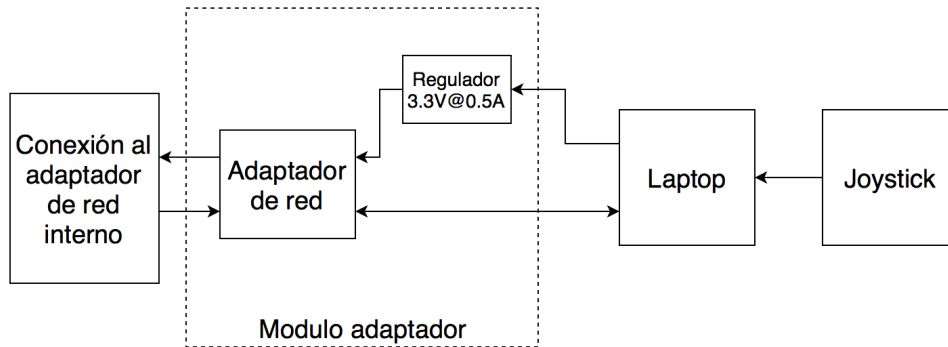 Conexión al
adaptador
de red
interno
Adaptador
de red
Regulador
3.3V@0.5A
Laptop
Joystick
Modulo adaptador